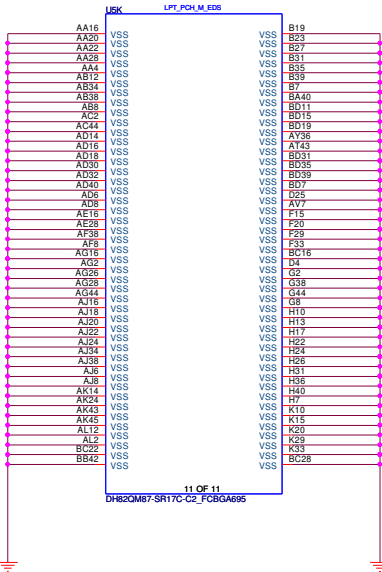 U5K LPT_PCH_M_EDS
AA16 VSS VSS B19
AA20 VSS VSS B23
AA22 VSS VSS B27
AA28 VSS VSS B31
AA4 VSS VSS B35
AB12 VSS VSS B39
AB34 VSS VSS B7
AB38 VSS VSS BA40
AB8 VSS VSS BD11
AC2 VSS VSS BD15
AC44 VSS VSS BD19
AD14 VSS VSS AY36
AD16 VSS VSS AT43
AD18 VSS VSS BD31
AD30 VSS VSS BD35
AD32 VSS VSS BD39
AD40 VSS VSS BD7
AD6 VSS VSS D25
AD8 VSS VSS AV7
AE16 VSS VSS F15
AE28 VSS VSS F20
AF38 VSS VSS F29
AF8 VSS VSS F33
AG16 VSS VSS BC16
AG2 VSS VSS D4
AG26 VSS VSS G2
AG28 VSS VSS G38
AG44 VSS VSS G44
AJ16 VSS VSS G8
AJ18 VSS VSS H10
AJ20 VSS VSS H13
AJ22 VSS VSS H17
AJ24 VSS VSS H22
AJ34 VSS VSS H24
AJ38 VSS VSS H26
AJ6 VSS VSS H31
AJ8 VSS VSS H36
AK14 VSS VSS H40
AK24 VSS VSS H7
AK43 VSS VSS K10
AK45 VSS VSS K15
AL12 VSS VSS K20
AL2 VSS VSS K29
BC22 VSS VSS K33
BB42 VSS VSS BC28
11 OF 11
DH82QM87-SR17C-C2_FCBGA695